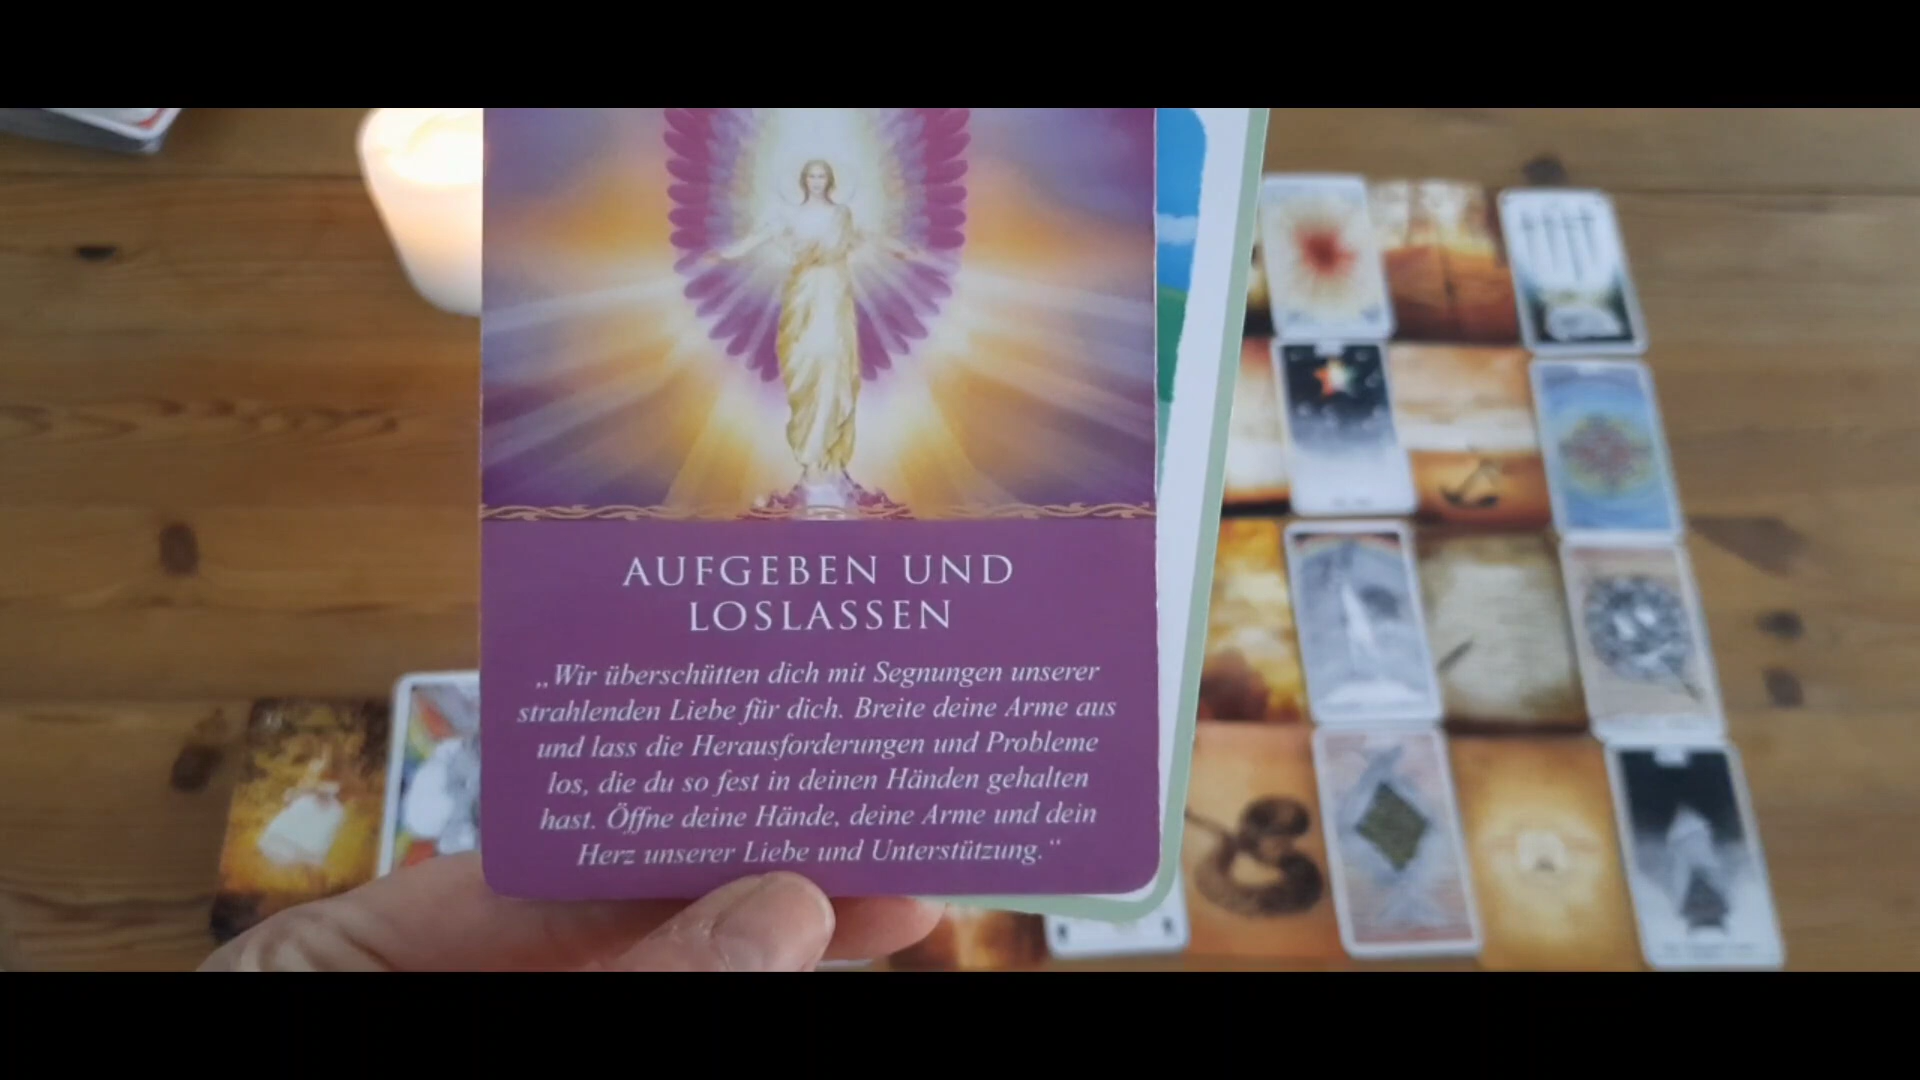 AUFGEBEN UND
LOSLASSEN
„Wir überschütten dich mit Segnungen unserer
strahlenden Liebe für dich. Breite deine Arme aus
und lass die Herausforderungen und Probleme
los, die du so fest in deinen Händen gehalten
hast. Öffne deine Hände, deine Arme und dein
Herz unserer Liebe und Unterstützung.“